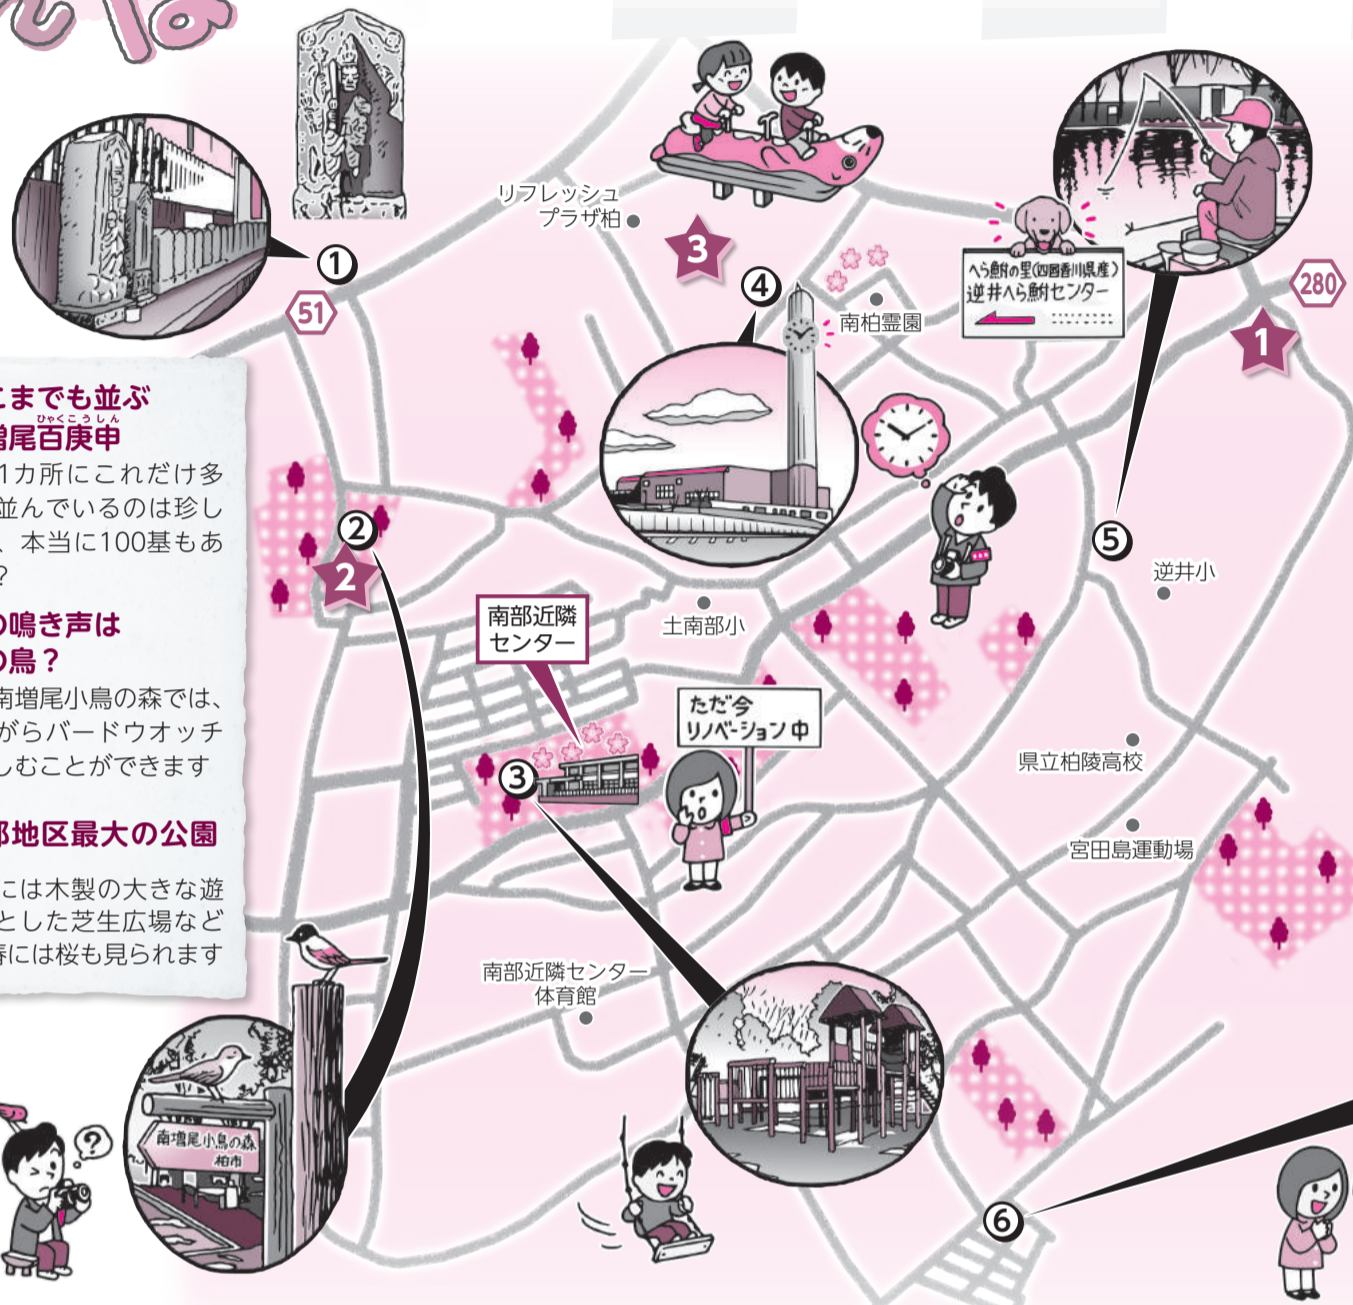 んぽ
リフレッシュ
プラザ柏
3
へら鮒の里(四国香川県産)
逆井へら鮒センター
280
1
1
51
4
南柏霊園
こまでも並ぶ
増尾百庚申
ひゃくこうしん
1カ所にこれだけ多
並んでいるのは珍し
、本当に100基もあ
?
の鳴き声は
の鳥?
南増尾小鳥の森では、
がらバードウオッチ
しむことができます
部地区最大の公園
には木製の大きな遊
とした芝生広場など
春には桜も見られます
2
2
5
逆井小
南部近隣
センター
土南部小
ただ今
リノベーション中
3
県立柏陵高校
宮田島運動場
南部近隣センター
体育館
南増尾小鳥の森
柏市
?
6